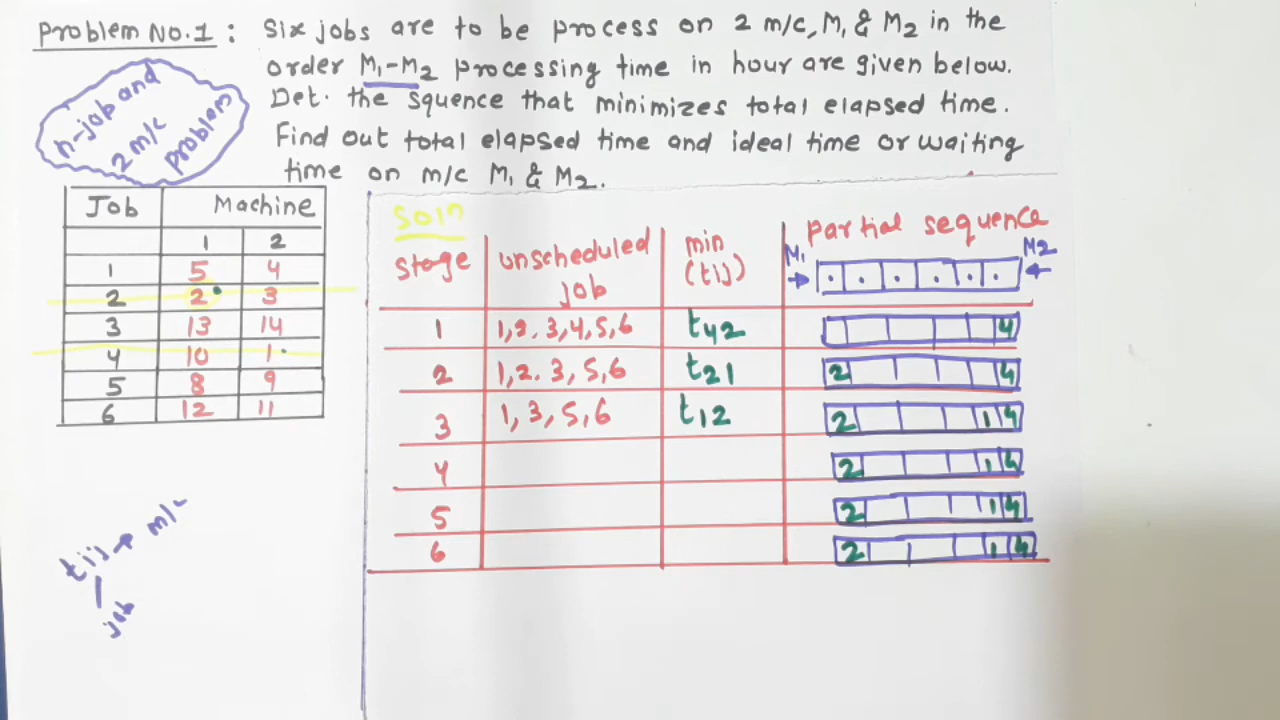 Problem No.1 : Six jobs are to be process on 2 m/c, M1 & M2 in the
order M1-M2 processing time in hour are given below.
Det. the squence that minimizes total elapsed time.
Find out total elapsed time and ideal time or waiting
time on m/c M1 & M2.
n-job and
2 m/c
problem
Job Machine
1 2
1 5 4
2 2 3
3 13 14
4 10 1
5 8 9
6 12 11
tij → m/c
job
Soln
Stage unscheduled job min (tij) partial sequence
M1 M2
1 1,2. 3,4,5,6 t42 4
2 1,2. 3, 5,6 t21 2 4
3 1, 3, 5, 6 t12 2 1 4
4 2 1 4
5 2 1 4
6 2 1 4